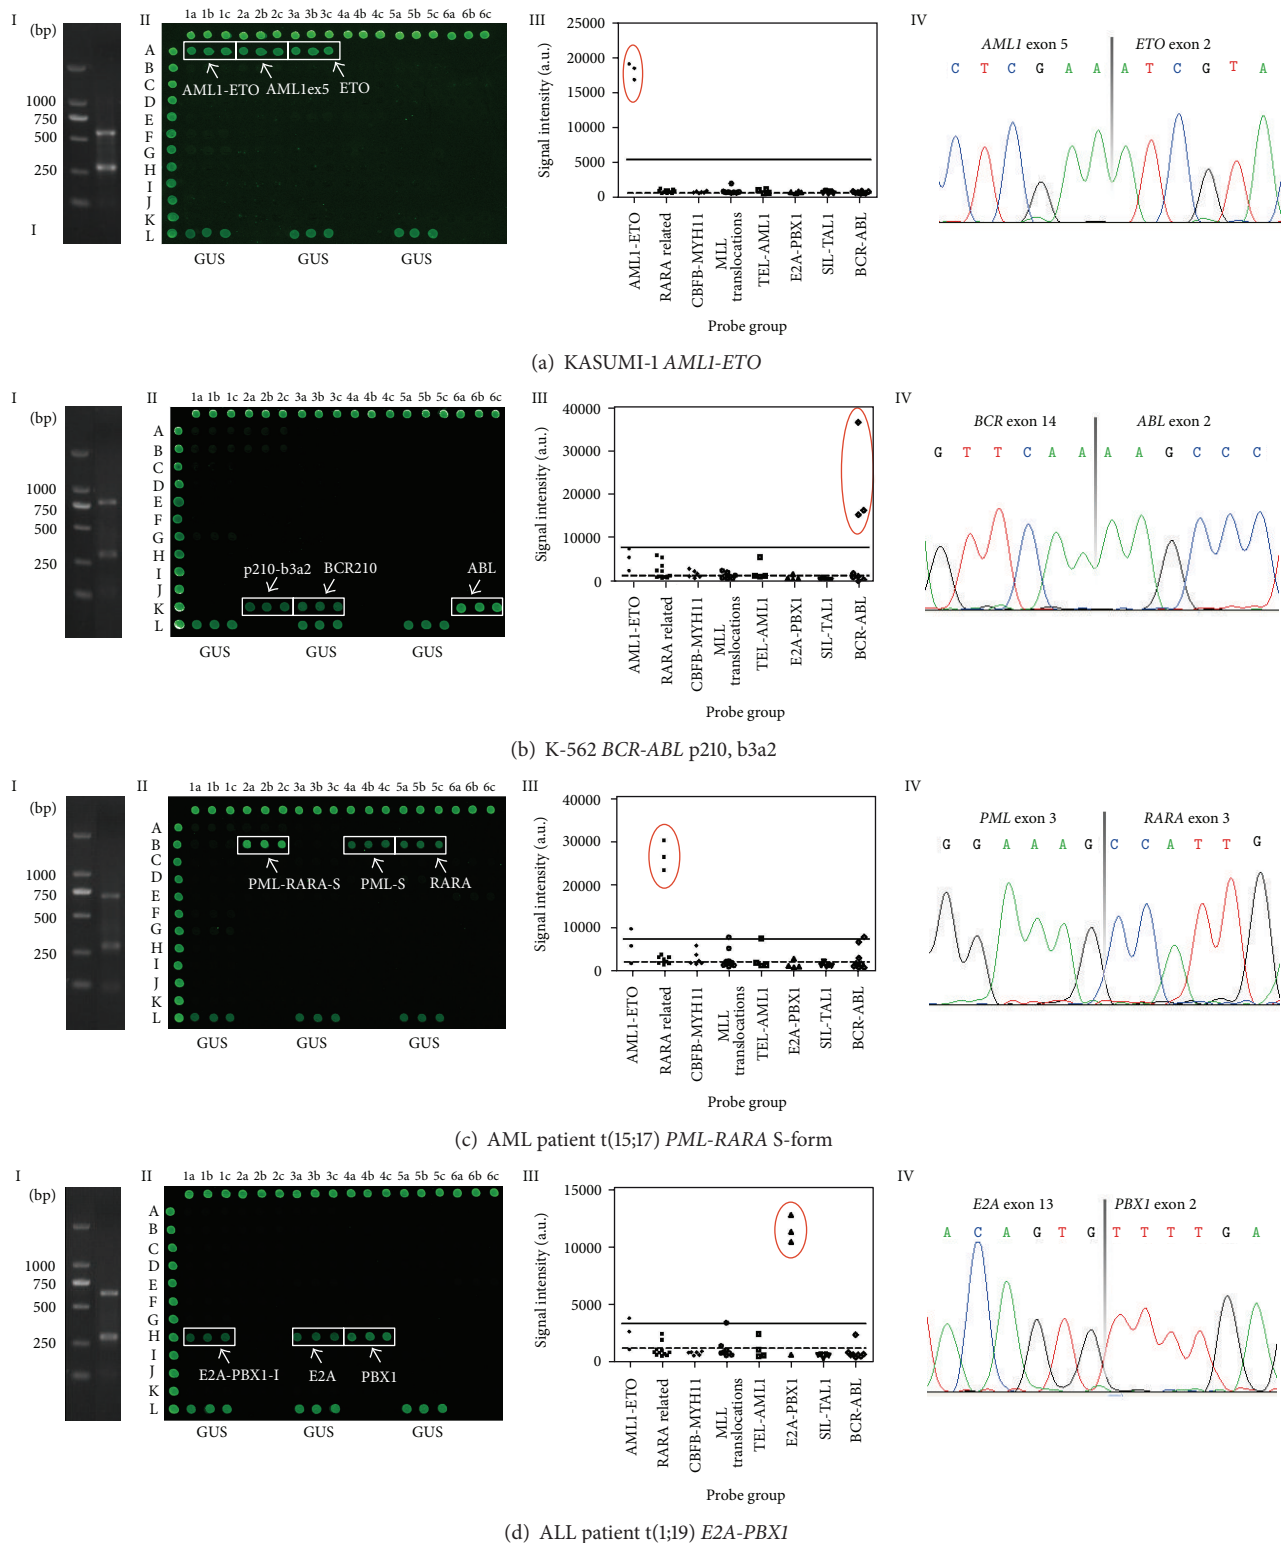 I
(bp)
1000
750
500
250
I
II
1a 1b 1c 2a 2b 2c 3a 3b 3c 4a 4b 4c 5a 5b 5c 6a 6b 6c
A
B
C
D
E
F
G
H
I
J
K
L
AML1-ETO
AML1ex5
ETO
GUS GUS GUS
III
Signal intensity (a.u.)
25000
20000
15000
10000
5000
0
AML1-ETO
RARA related
CBFB-MYH11
MLL
translocations
TEL-AML1
E2A-PBX1
SIL-TAL1
BCR-ABL
Probe group
IV
AML1 exon 5 ETO exon 2
C T C G A A A T C G T A
(a) KASUMI-1 AML1-ETO
I
(bp)
1000
750
500
250
II
1a 1b 1c 2a 2b 2c 3a 3b 3c 4a 4b 4c 5a 5b 5c 6a 6b 6c
A
B
C
D
E
F
G
H
I
J
K
L
p210-b3a2
BCR210
ABL
GUS GUS GUS
III
Signal intensity (a.u.)
40000
30000
20000
10000
0
AML1-ETO
RARA related
CBFB-MYH11
MLL
translocations
TEL-AML1
E2A-PBX1
SIL-TAL1
BCR-ABL
Probe group
IV
BCR exon 14 ABL exon 2
G T T C A A A A G C C C
(b) K-562 BCR-ABL p210, b3a2
I
(bp)
1000
750
500
250
II
1a 1b 1c 2a 2b 2c 3a 3b 3c 4a 4b 4c 5a 5b 5c 6a 6b 6c
A
B
C
D
E
F
G
H
I
J
K
L
PML-RARA-S
PML-S
RARA
GUS GUS GUS
III
Signal intensity (a.u.)
40000
30000
20000
10000
0
AML1-ETO
RARA related
CBFB-MYH11
MLL
translocations
TEL-AML1
E2A-PBX1
SIL-TAL1
BCR-ABL
Probe group
IV
PML exon 3 RARA exon 3
G G A A A G C C A T T G
(c) AML patient t(15;17) PML-RARA S-form
I
(bp)
1000
750
500
250
II
1a 1b 1c 2a 2b 2c 3a 3b 3c 4a 4b 4c 5a 5b 5c 6a 6b 6c
A
B
C
D
E
F
G
H
I
J
K
L
E2A-PBX1-I
E2A
PBX1
GUS GUS GUS
III
Signal intensity (a.u.)
15000
10000
5000
0
AML1-ETO
RARA related
CBFB-MYH11
MLL
translocations
TEL-AML1
E2A-PBX1
SIL-TAL1
BCR-ABL
Probe group
IV
E2A exon 13 PBX1 exon 2
A C A G T G T T T T G A
(d) ALL patient t(1;19) E2A-PBX1